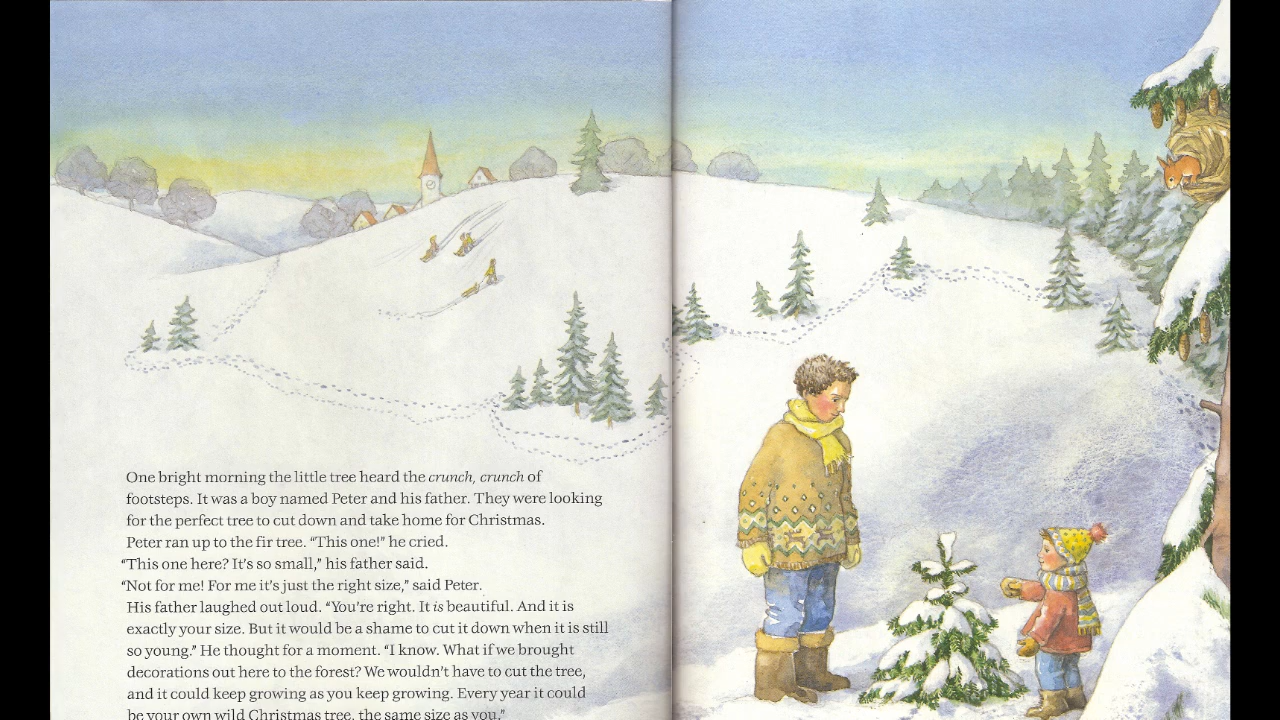 One bright morning the little tree heard the crunch, crunch of
footsteps. It was a boy named Peter and his father. They were looking
for the perfect tree to cut down and take home for Christmas.
Peter ran up to the fir tree. “This one!” he cried.
“This one here? It’s so small,” his father said.
“Not for me! For me it’s just the right size,” said Peter.
His father laughed out loud. “You’re right. It is beautiful. And it is
exactly your size. But it would be a shame to cut it down when it is still
so young.” He thought for a moment. “I know. What if we brought
decorations out here to the forest? We wouldn’t have to cut the tree,
and it could keep growing as you keep growing. Every year it could
be your own wild Christmas tree, the same size as you.”